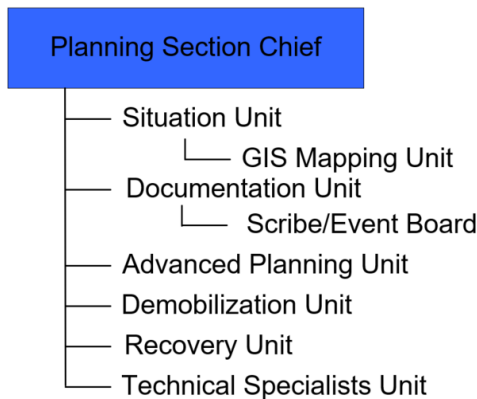 Planning Section Chief
Situation Unit
GIS Mapping Unit
Documentation Unit
Scribe/Event Board
Advanced Planning Unit
Demobilization Unit
Recovery Unit
Technical Specialists Unit